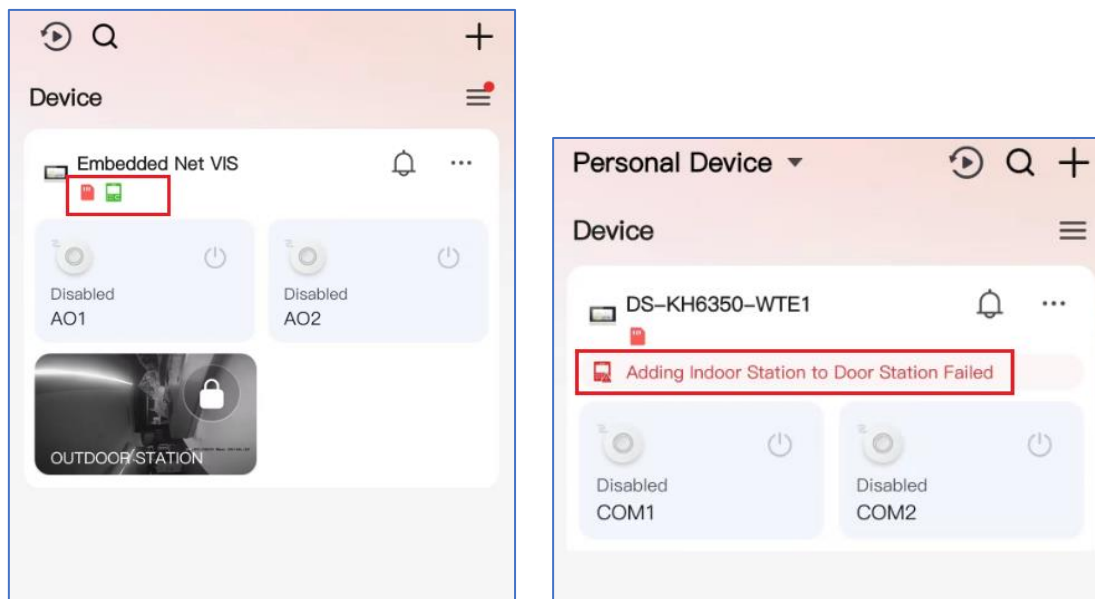 Device
Embedded Net VIS
Disabled
AO1
Disabled
AO2
OUTDOOR STATION
Personal Device
Device
DS-KH6350-WTE1
Adding Indoor Station to Door Station Failed
Disabled
COM1
Disabled
COM2